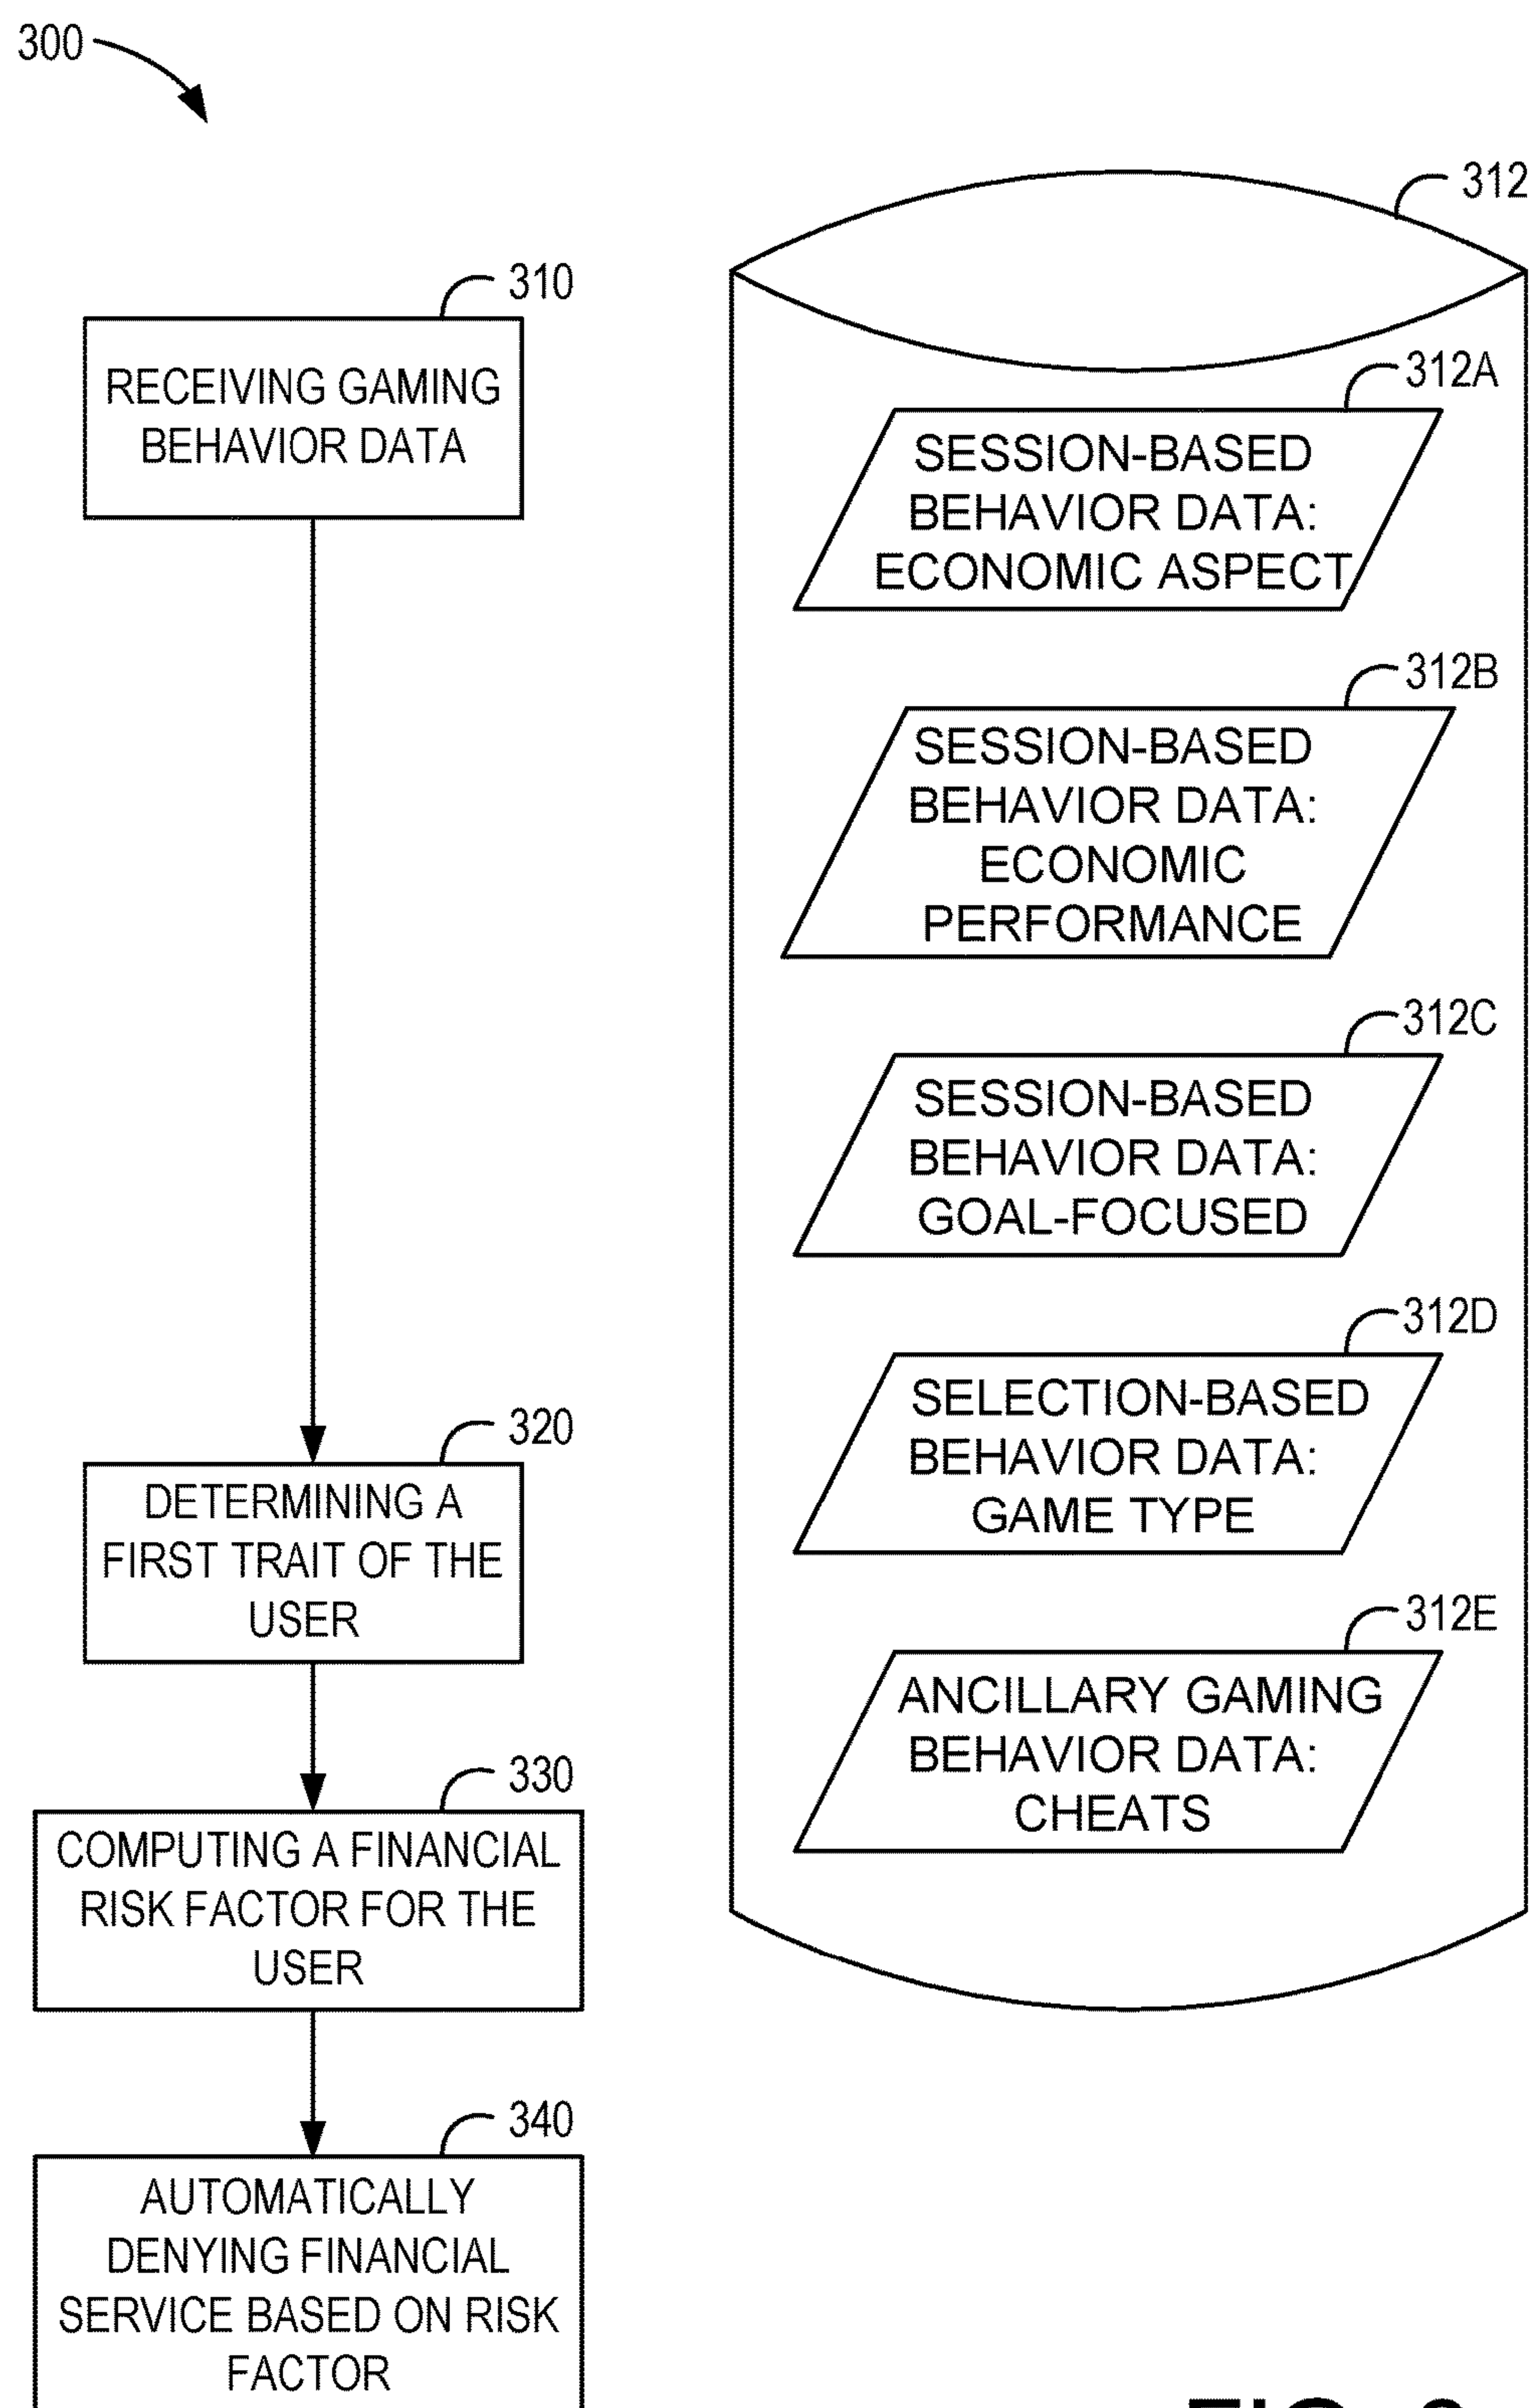 300
312
310
RECEIVING GAMING
BEHAVIOR DATA
312A
SESSION-BASED
BEHAVIOR DATA:
ECONOMIC ASPECT
312B
SESSION-BASED
BEHAVIOR DATA:
ECONOMIC
PERFORMANCE
312C
SESSION-BASED
BEHAVIOR DATA:
GOAL-FOCUSED
312D
SELECTION-BASED
BEHAVIOR DATA:
GAME TYPE
320
DETERMINING A
FIRST TRAIT OF THE
USER
312E
ANCILLARY GAMING
BEHAVIOR DATA:
CHEATS
330
COMPUTING A FINANCIAL
RISK FACTOR FOR THE
USER
340
AUTOMATICALLY
DENYING FINANCIAL
SERVICE BASED ON RISK
FACTOR